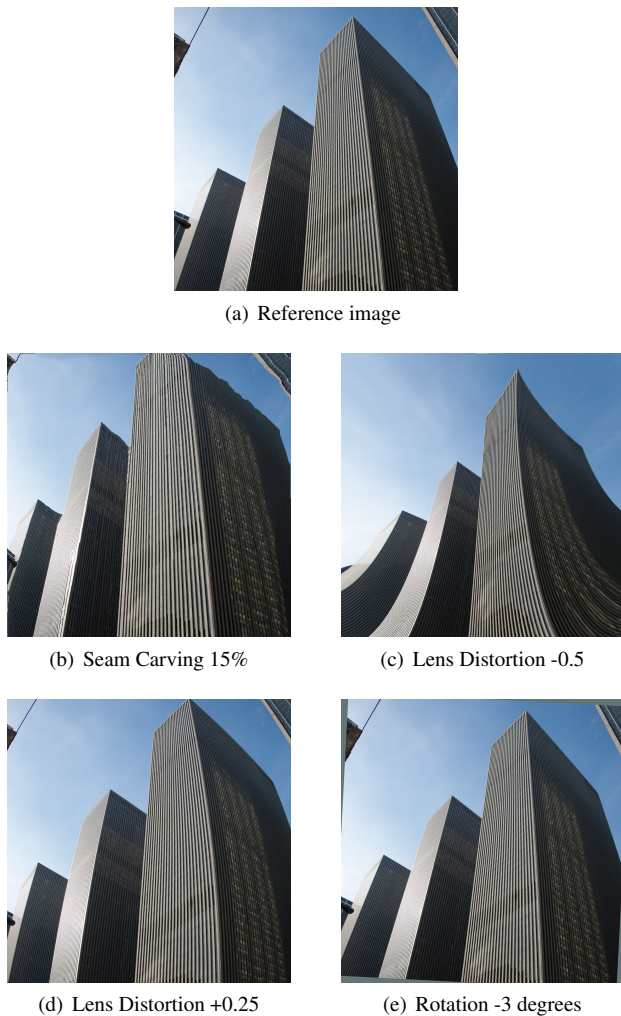 (a) Reference image
(b) Seam Carving 15%
(c) Lens Distortion -0.5
(d) Lens Distortion +0.25
(e) Rotation -3 degrees